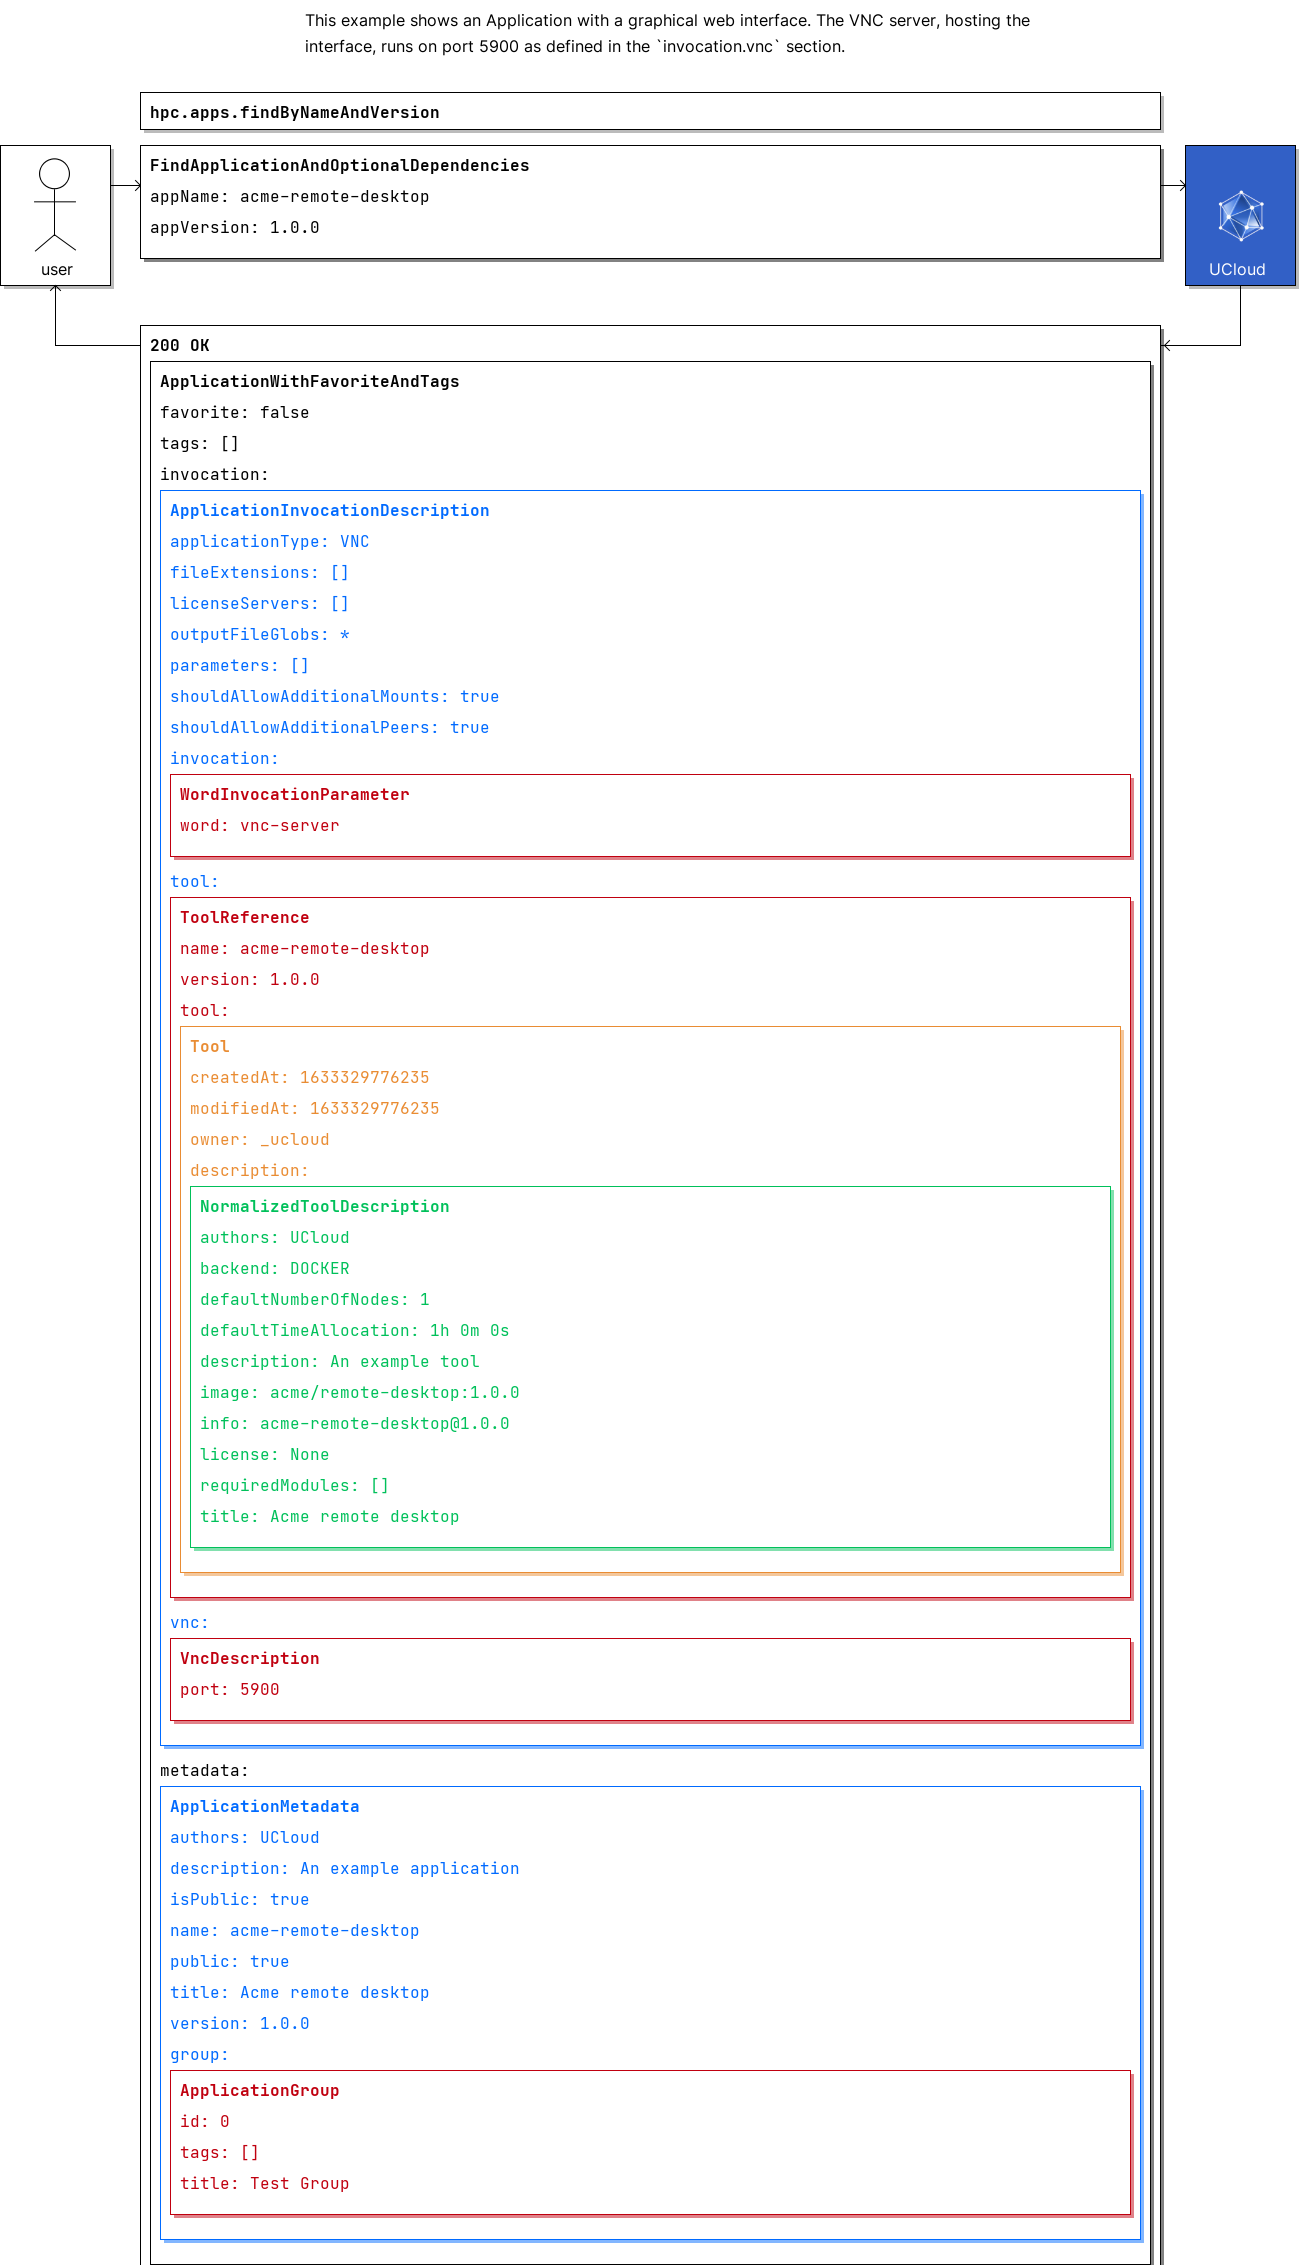 This example shows an Application with a graphical web interface. The VNC server, hosting the
interface, runs on port 5900 as defined in the `invocation.vnc` section.
hpc.apps.findByNameAndVersion
FindApplicationAndOptionalDependencies
appName: acme-remote-desktop
appVersion: 1.0.0
user
UCloud
200 OK
ApplicationWithFavoriteAndTags
favorite: false
tags: []
invocation:
ApplicationInvocationDescription
applicationType: VNC
fileExtensions: []
licenseServers: []
outputFileGlobs: *
parameters: []
shouldAllowAdditionalMounts: true
shouldAllowAdditionalPeers: true
invocation:
WordInvocationParameter
word: vnc-server
tool:
ToolReference
name: acme-remote-desktop
version: 1.0.0
tool:
Tool
createdAt: 1633329776235
modifiedAt: 1633329776235
owner: _ucloud
description:
NormalizedToolDescription
authors: UCloud
backend: DOCKER
defaultNumberOfNodes: 1
defaultTimeAllocation: 1h 0m 0s
description: An example tool
image: acme/remote-desktop:1.0.0
info: acme-remote-desktop@1.0.0
license: None
requiredModules: []
title: Acme remote desktop
vnc:
VncDescription
port: 5900
metadata:
ApplicationMetadata
authors: UCloud
description: An example application
isPublic: true
name: acme-remote-desktop
public: true
title: Acme remote desktop
version: 1.0.0
group:
ApplicationGroup
id: 0
tags: []
title: Test Group